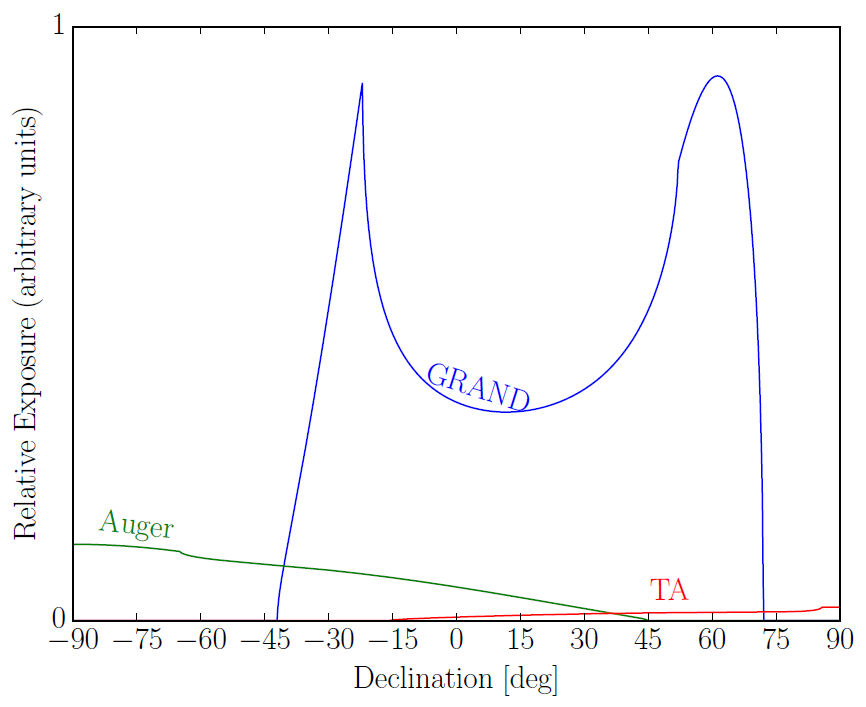 1
Relative Exposure (arbitrary units)
GRAND
Auger
TA
0
−90 −75 −60 −45 −30 −15 0 15 30 45 60 75 90
Declination [deg]